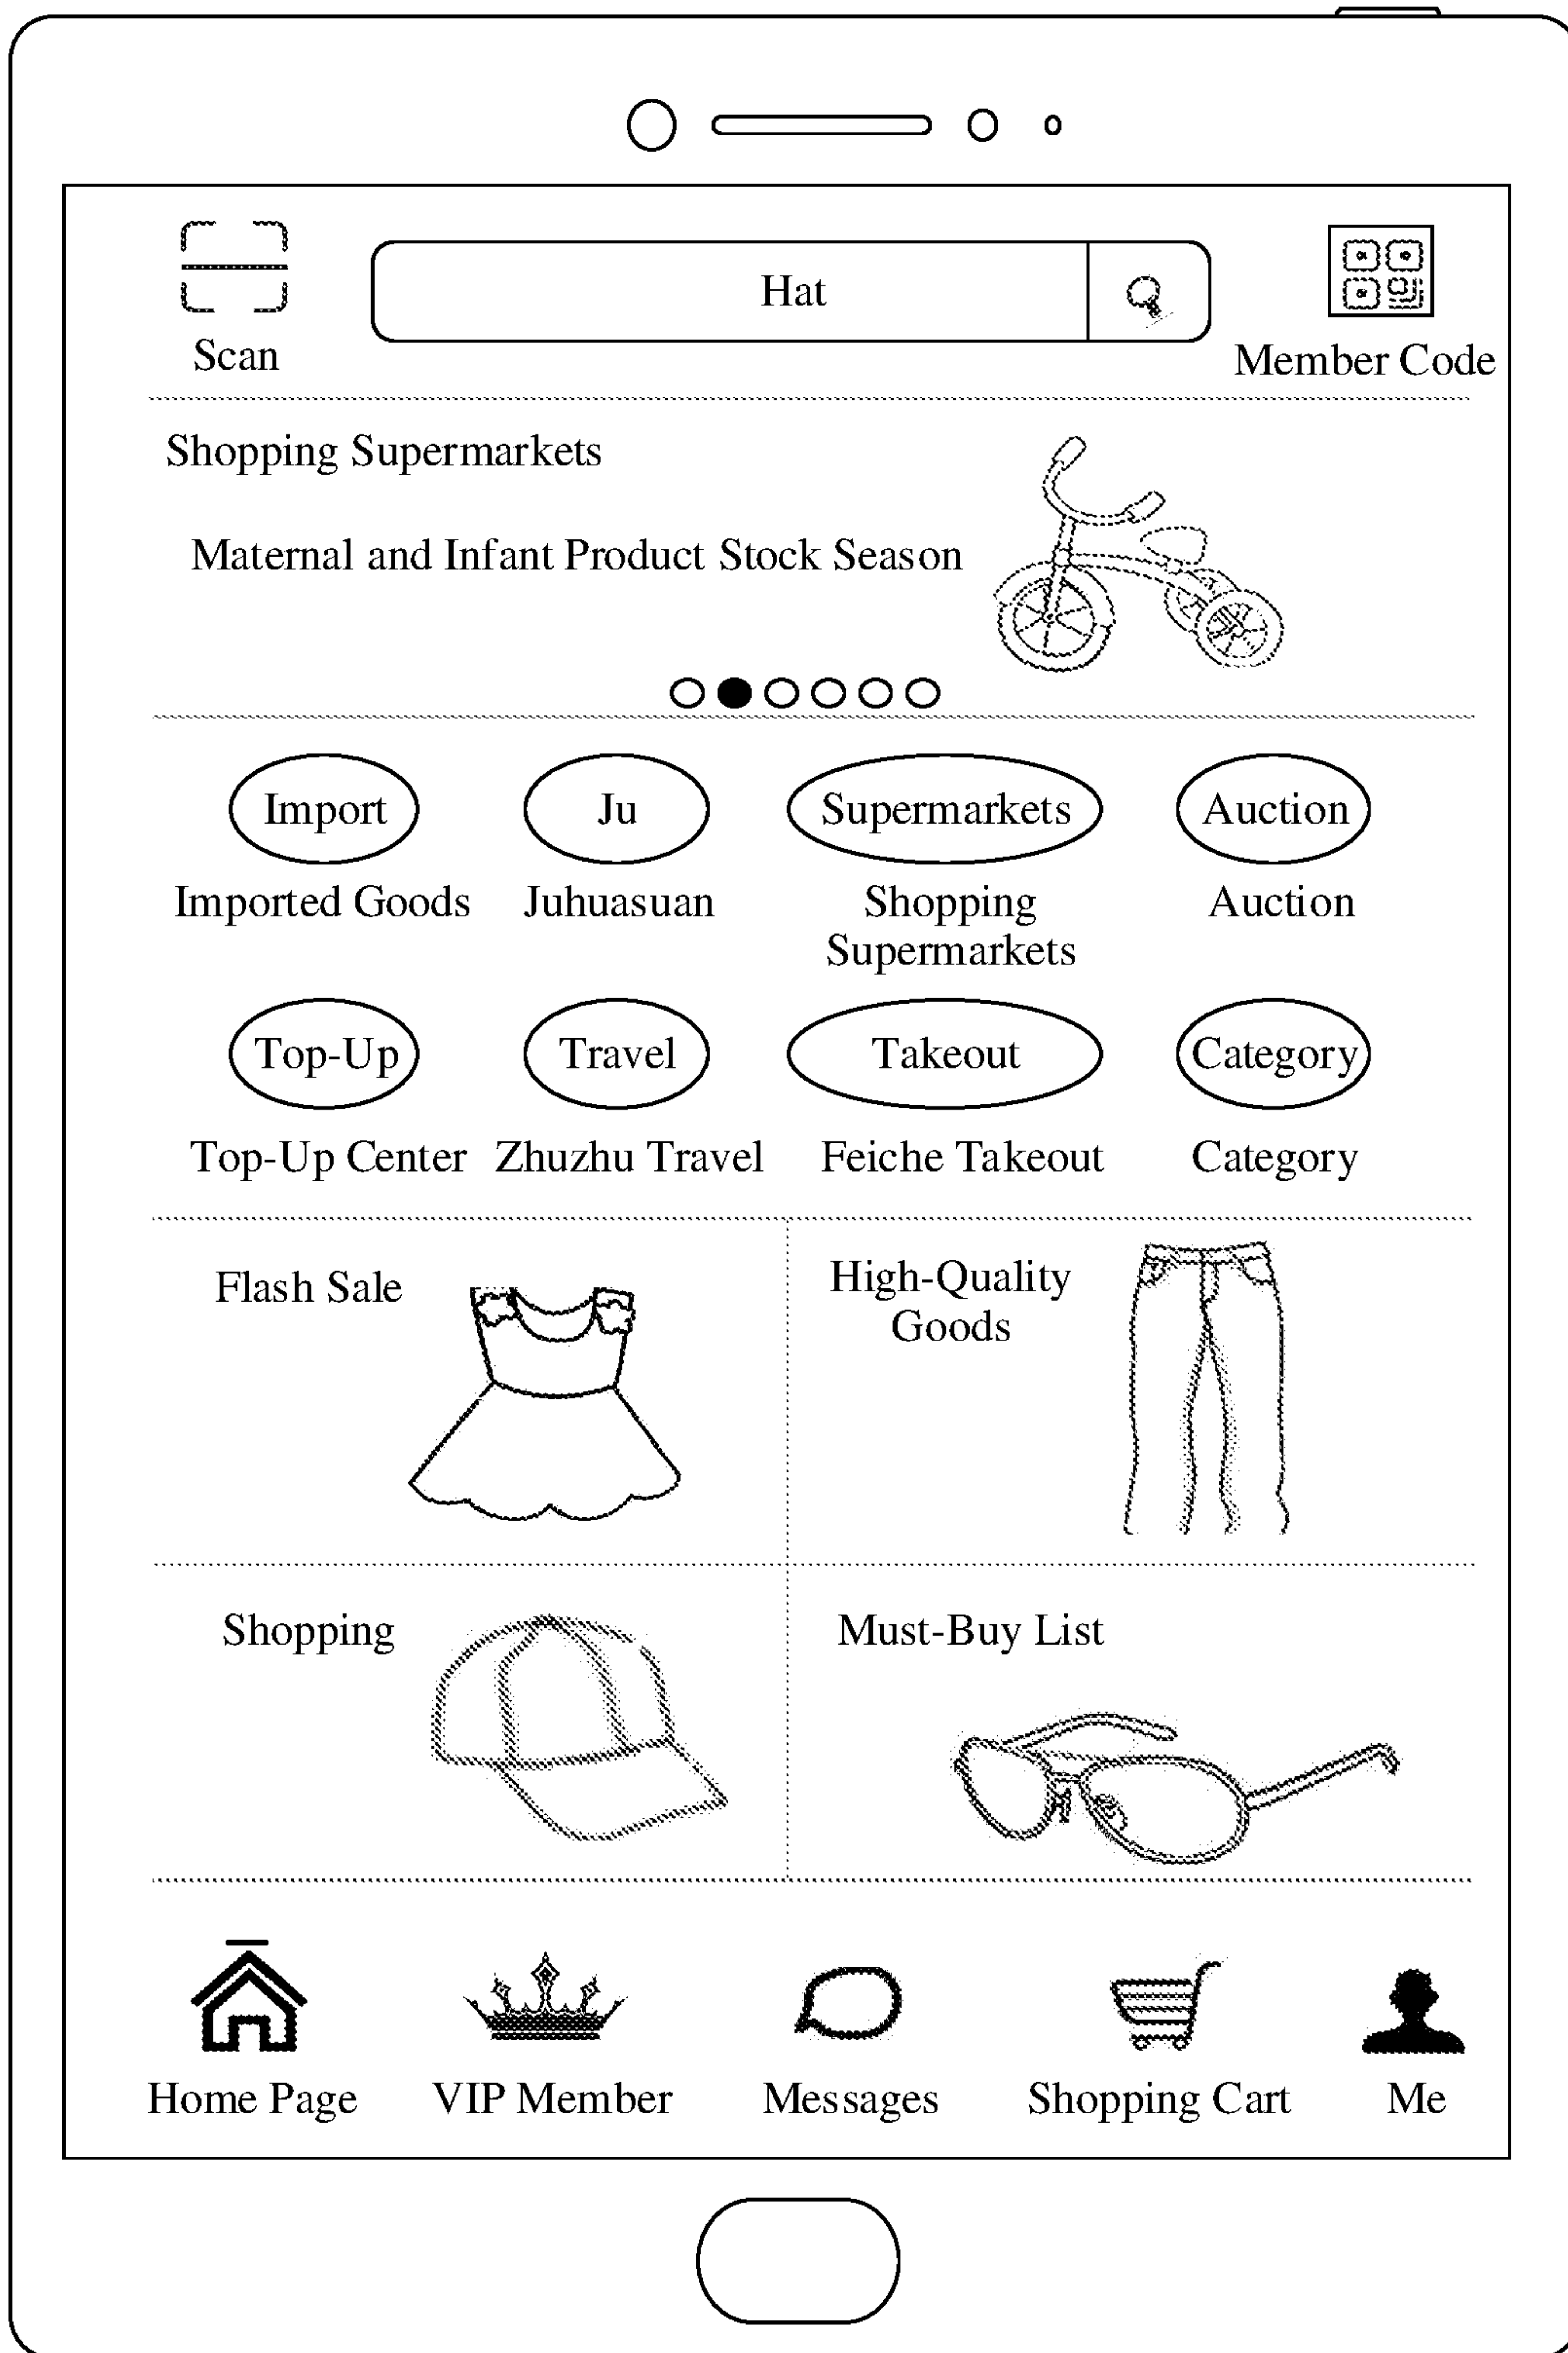 Hat
Scan
Member Code
Shopping Supermarkets
Maternal and Infant Product Stock Season
Import
Ju
Supermarkets
Auction
Imported Goods
Juhuasuan
Shopping
Supermarkets
Auction
Top-Up
Travel
Takeout
Category
Top-Up Center
Zhuzhu Travel
Feiche Takeout
Category
Flash Sale
High-Quality
Goods
Shopping
Must-Buy List
Home Page
VIP Member
Messages
Shopping Cart
Me